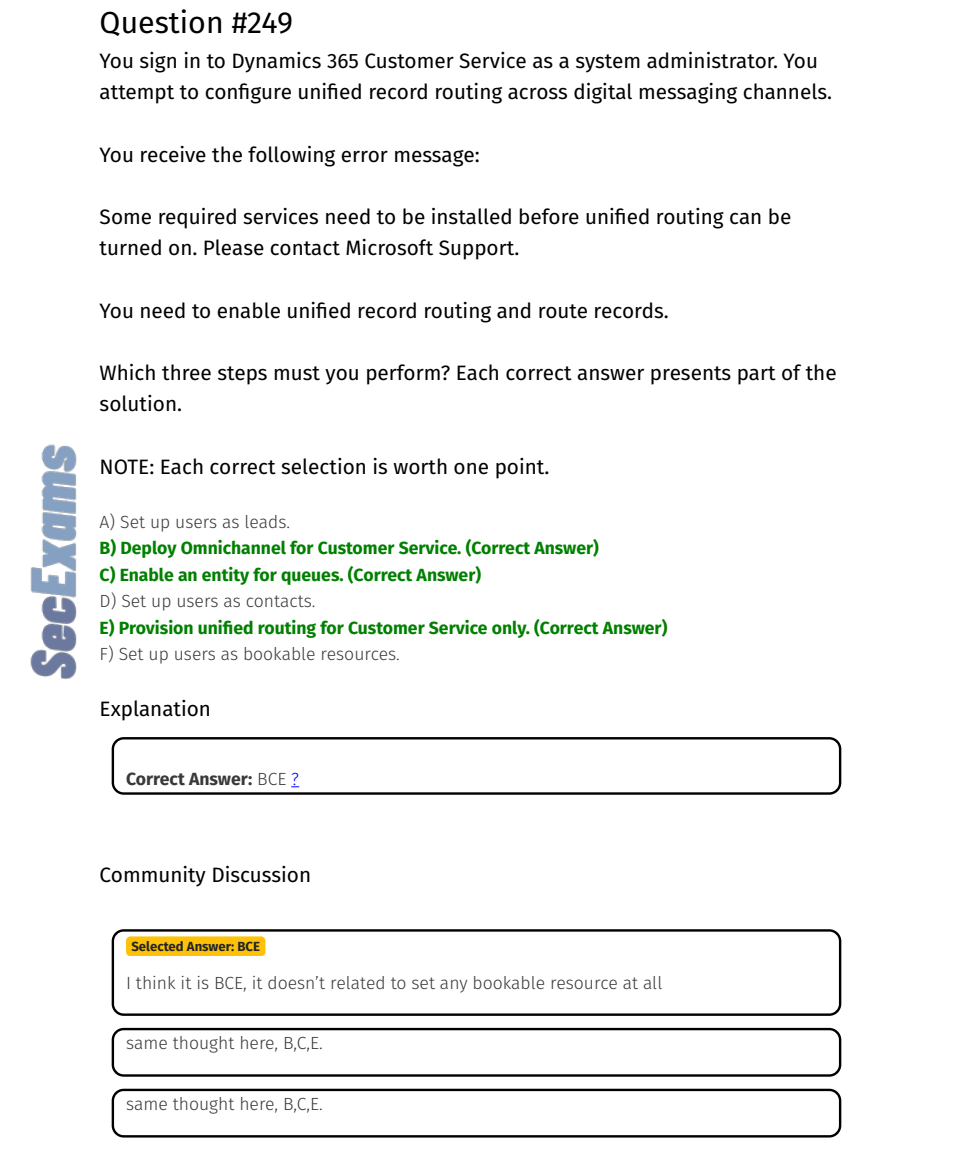 Question #249
You sign in to Dynamics 365 Customer Service as a system administrator. You
attempt to configure unified record routing across digital messaging channels.
You receive the following error message:
Some required services need to be installed before unified routing can be
turned on. Please contact Microsoft Support.
You need to enable unified record routing and route records.
Which three steps must you perform? Each correct answer presents part of the
solution.
NOTE: Each correct selection is worth one point.
A) Set up users as leads.
B) Deploy Omnichannel for Customer Service. (Correct Answer)
C) Enable an entity for queues. (Correct Answer)
D) Set up users as contacts.
E) Provision unified routing for Customer Service only. (Correct Answer)
F) Set up users as bookable resources.
SecExams
Explanation
Correct Answer: BCE ?
Community Discussion
Selected Answer: BCE
I think it is BCE, it doesn’t related to set any bookable resource at all
same thought here, B,C,E.
same thought here, B,C,E.